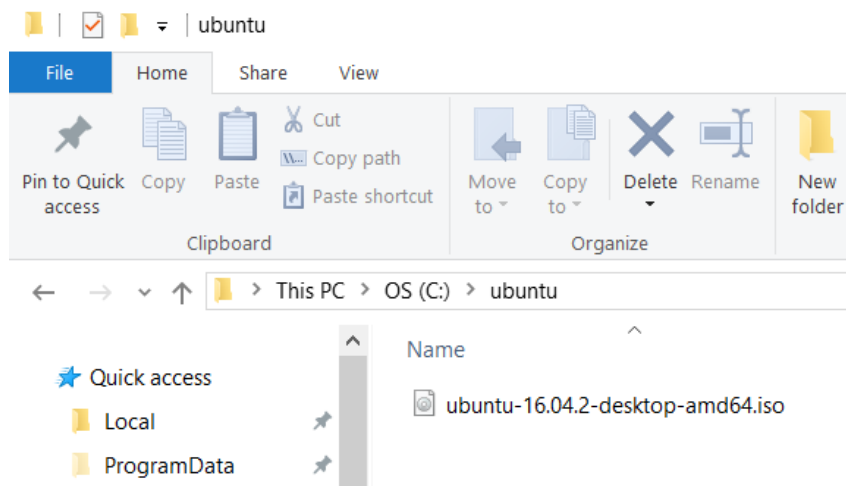 ubuntu
File Home Share View
Pin to Quick access
Copy
Paste
Cut
W... Copy path
Paste shortcut
Move to
Copy to
Delete
Rename
New folder
Clipboard
Organize
This PC > OS (C:) > ubuntu
Quick access
Local
ProgramData
Name
ubuntu-16.04.2-desktop-amd64.iso